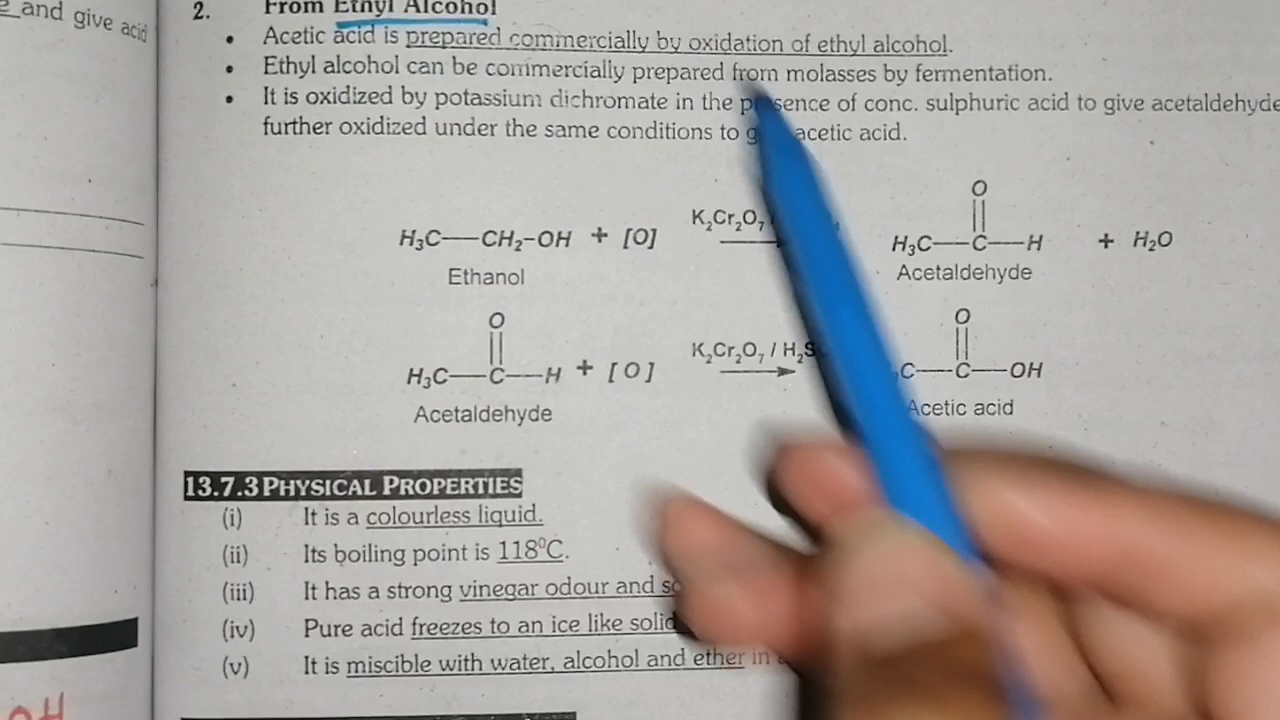 and give acid
2. From Ethyl Alcohol
• Acetic acid is prepared commercially by oxidation of ethyl alcohol.
• Ethyl alcohol can be commercially prepared from molasses by fermentation.
• It is oxidized by potassium dichromate in the presence of conc. sulphuric acid to give acetaldehyde
further oxidized under the same conditions to g acetic acid.
O
H₃C—CH₂–OH + [O] K₂Cr₂O₇ H₃C—C—H + H₂O
Ethanol Acetaldehyde
O O
H₃C—C—H + [O] K₂Cr₂O₇ / H₂S C—C—OH
Acetaldehyde Acetic acid
13.7.3 PHYSICAL PROPERTIES
(i) It is a colourless liquid.
(ii) Its boiling point is 118⁰C.
(iii) It has a strong vinegar odour and
(iv) Pure acid freezes to an ice like solid
(v) It is miscible with water, alcohol and ether in
OH